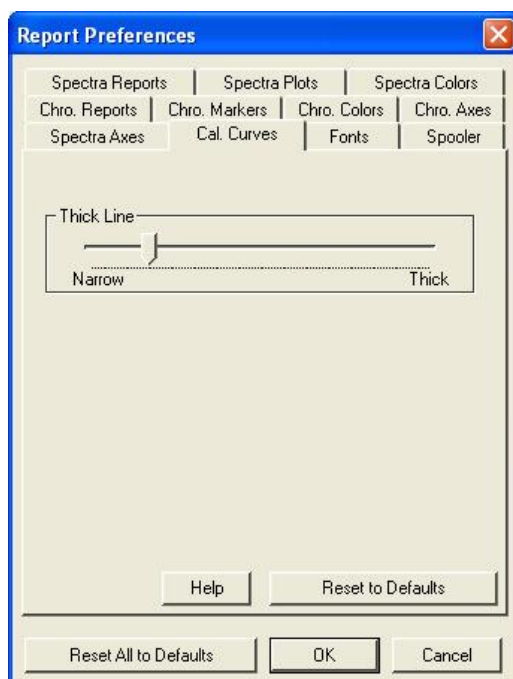 Report Preferences
Spectra Reports
Spectra Plots
Spectra Colors
Chro. Reports
Chro. Markers
Chro. Colors
Chro. Axes
Spectra Axes
Cal. Curves
Fonts
Spooler
Thick Line
Narrow
Thick
Help
Reset to Defaults
Reset All to Defaults
OK
Cancel